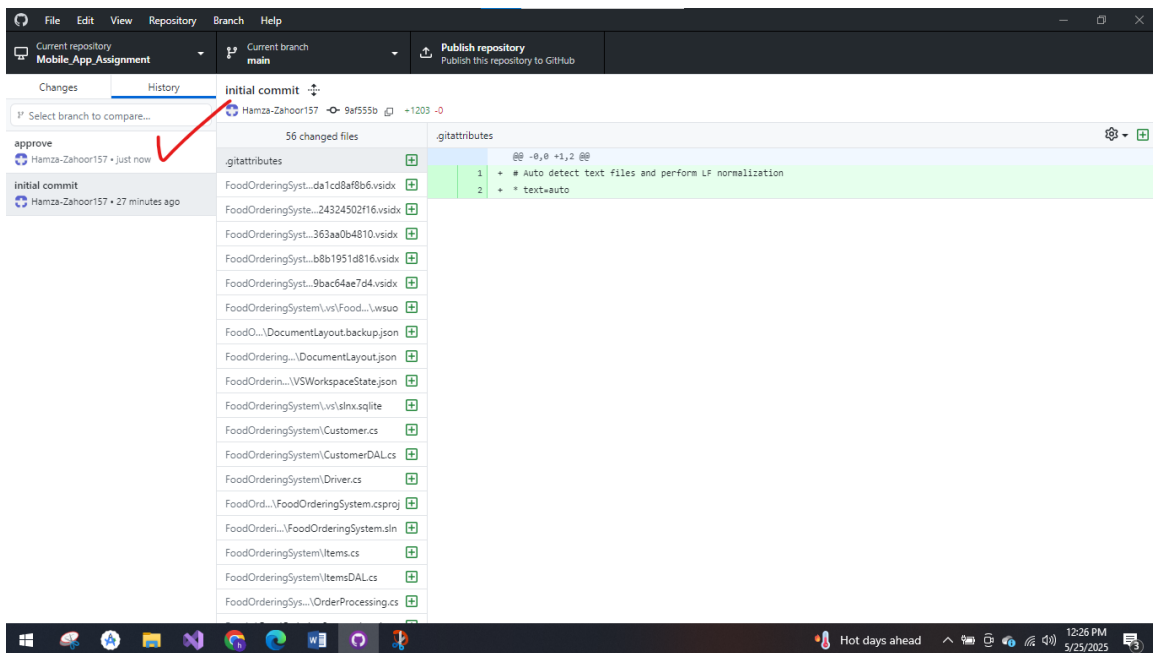 File Edit View Repository Branch Help
Current repository
Mobile_App_Assignment
Current branch
main
Publish repository
Publish this repository to GitHub
Changes History
Select branch to compare...
approve
Hamza-Zahoor157 • just now
initial commit
Hamza-Zahoor157 • 27 minutes ago
initial commit
Hamza-Zahoor157 9af555b +1203 -0
56 changed files
.gitattributes
FoodOrderingSyst...da1cd8af8b6.vsidx
FoodOrderingSyste...24324502f16.vsidx
FoodOrderingSyst...363aa0b4810.vsidx
FoodOrderingSyst...b8b1951d816.vsidx
FoodOrderingSyst...9bac64ae7d4.vsidx
FoodOrderingSystem\.vs\Food...\.wsuo
FoodO...\DocumentLayout.backup.json
FoodOrdering...\DocumentLayout.json
FoodOrderin...\VSWorkspaceState.json
FoodOrderingSystem\.vs\slnx.sqlite
FoodOrderingSystem\Customer.cs
FoodOrderingSystem\CustomerDAL.cs
FoodOrderingSystem\Driver.cs
FoodOrd...\FoodOrderingSystem.csproj
FoodOrderi...\FoodOrderingSystem.sln
FoodOrderingSystem\Items.cs
FoodOrderingSystem\ItemsDAL.cs
FoodOrderingSys...\OrderProcessing.cs
.gitattributes
@@ -0,0 +1,2 @@
1 + # Auto detect text files and perform LF normalization
2 + * text=auto
Hot days ahead
12:26 PM
5/25/2025
3